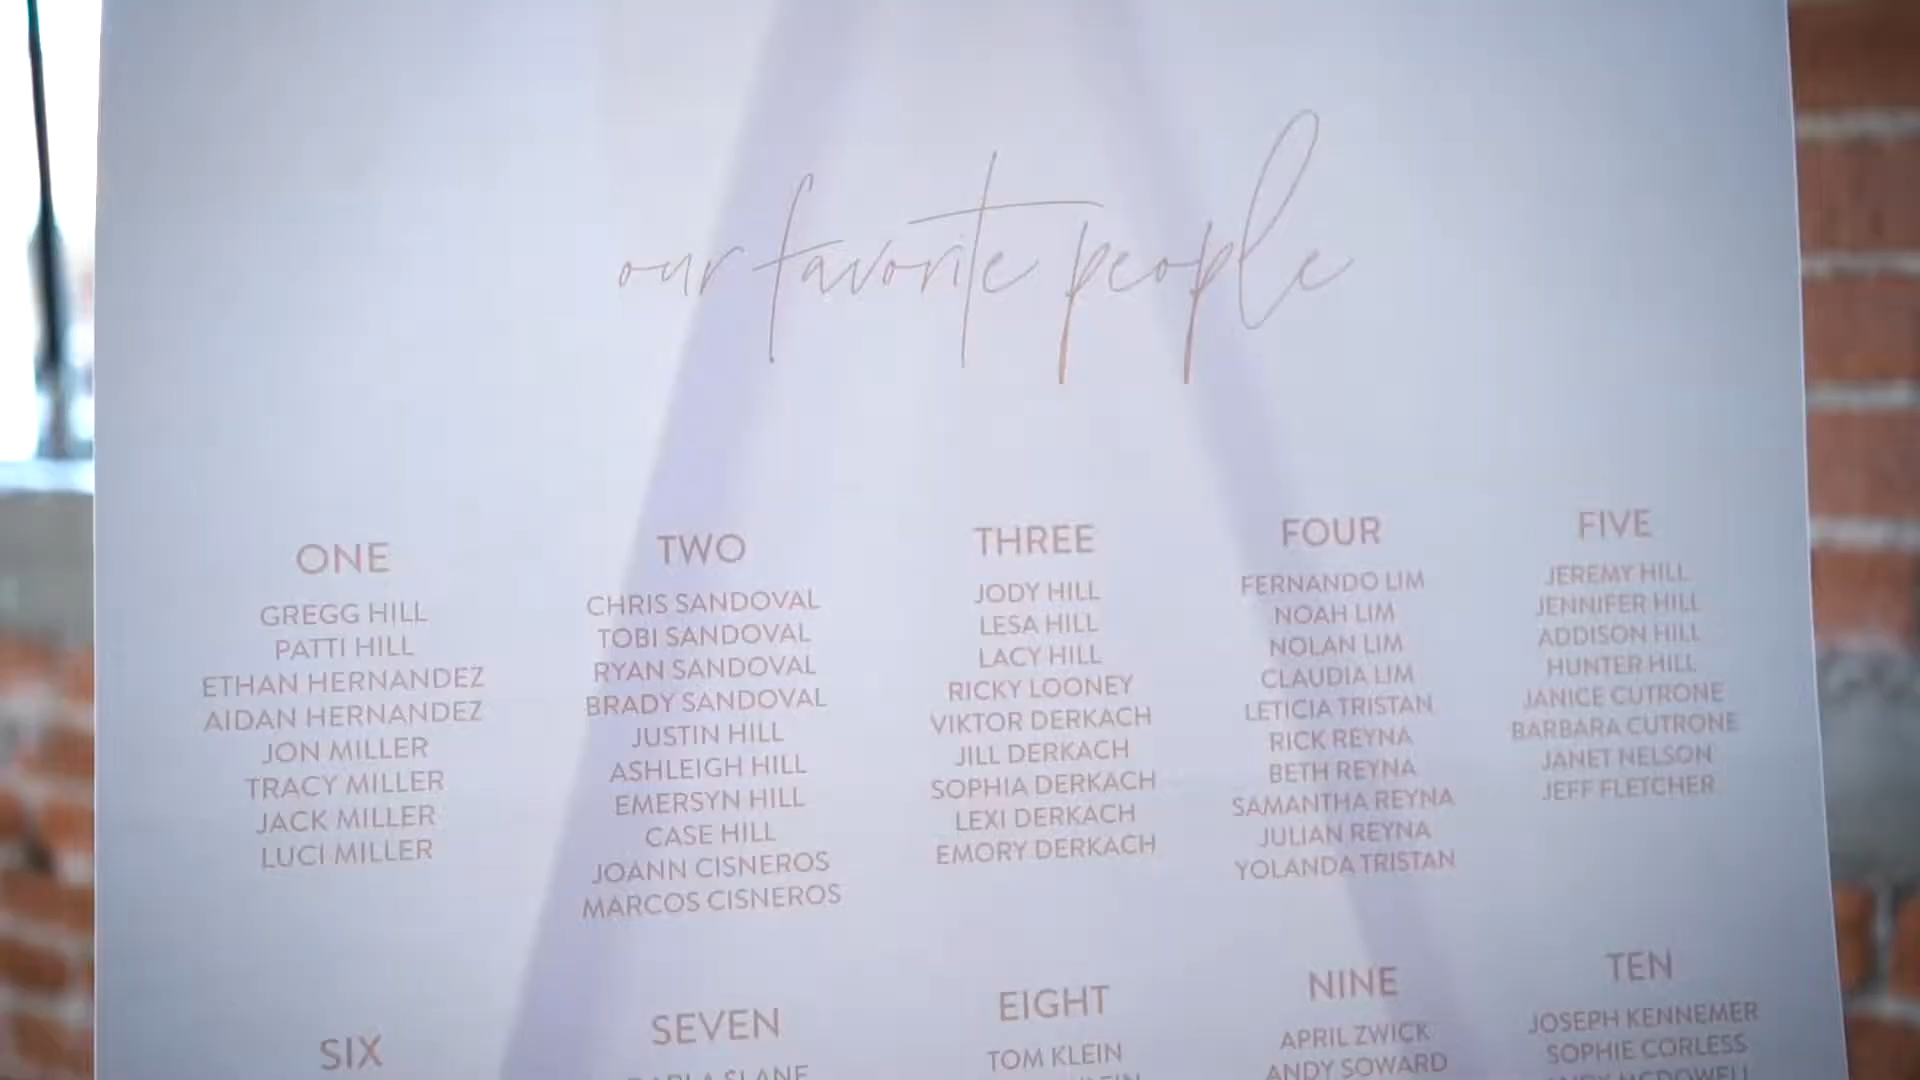 our favorite people
ONE
GREGG HILL
PATTI HILL
ETHAN HERNANDEZ
AIDAN HERNANDEZ
JON MILLER
TRACY MILLER
JACK MILLER
LUCI MILLER
TWO
CHRIS SANDOVAL
TOBI SANDOVAL
RYAN SANDOVAL
BRADY SANDOVAL
JUSTIN HILL
ASHLEIGH HILL
EMERSYN HILL
CASE HILL
JOANN CISNEROS
MARCOS CISNEROS
THREE
JODY HILL
LESA HILL
LACY HILL
RICKY LOONEY
VIKTOR DERKACH
JILL DERKACH
SOPHIA DERKACH
LEXI DERKACH
EMORY DERKACH
FOUR
FERNANDO LIM
NOAH LIM
NOLAN LIM
CLAUDIA LIM
LETICIA TRISTAN
RICK REYNA
BETH REYNA
SAMANTHA REYNA
JULIAN REYNA
YOLANDA TRISTAN
FIVE
JEREMY HILL
JENNIFER HILL
ADDISON HILL
HUNTER HILL
JANICE CUTRONE
BARBARA CUTRONE
JANET NELSON
JEFF FLETCHER
SIX
SEVEN
SLANE
EIGHT
TOM KLEIN
KLEIN
NINE
APRIL ZWICK
ANDY SOWARD
TEN
JOSEPH KENNEMER
SOPHIE CORLESS
MCDOWELL